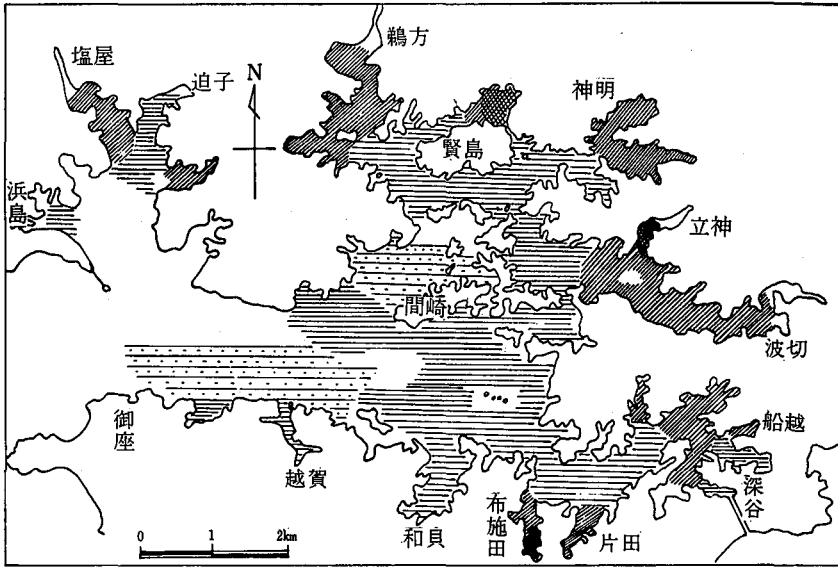 鵜方
塩屋
迫子
N
神明
賢島
浜島
立神
間崎
波切
御座
船越
越賀
深谷
和具
布施田
片田
0 1 2km